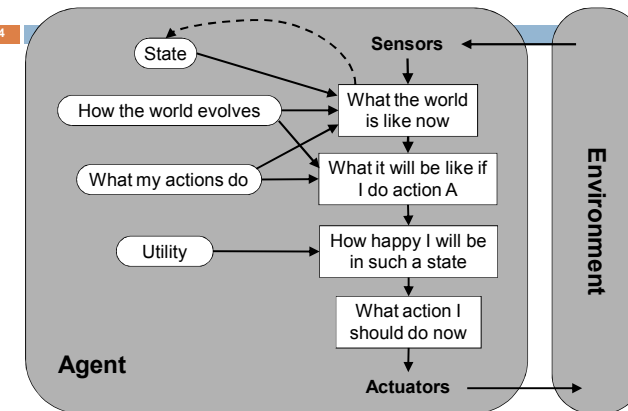 4
State
Sensors
How the world evolves
What the world
is like now
What my actions do
What it will be like if
I do action A
Utility
How happy I will be
in such a state
What action I
should do now
Agent
Actuators
Environment